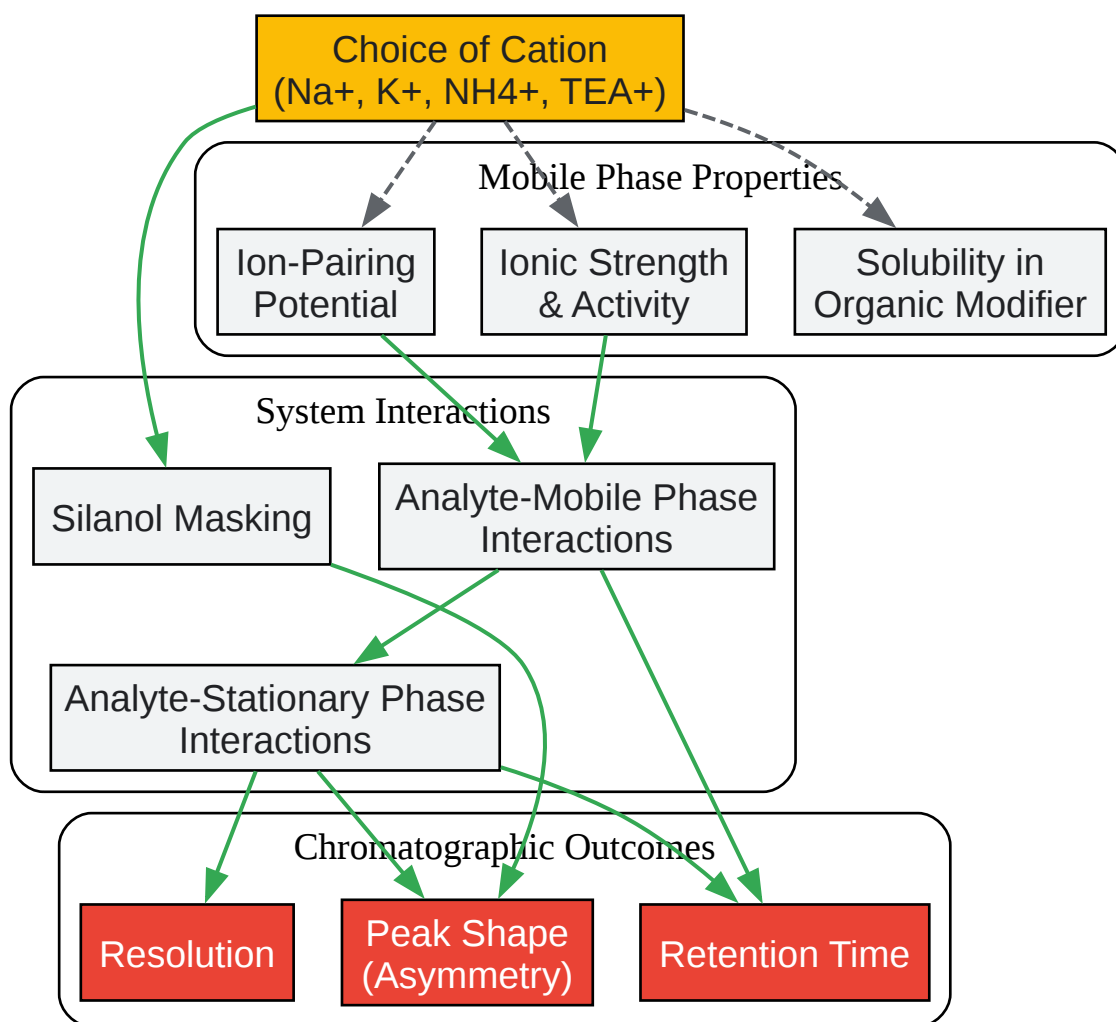 Choice of Cation
(Na+, K+, NH4+, TEA+)
Mobile Phase Properties
Ion-Pairing
Potential
Ionic Strength
& Activity
Solubility in
Organic Modifier
System Interactions
Silanol Masking
Analyte-Mobile Phase
Interactions
Analyte-Stationary Phase
Interactions
Chromatographic Outcomes
Resolution
Peak Shape
(Asymmetry)
Retention Time